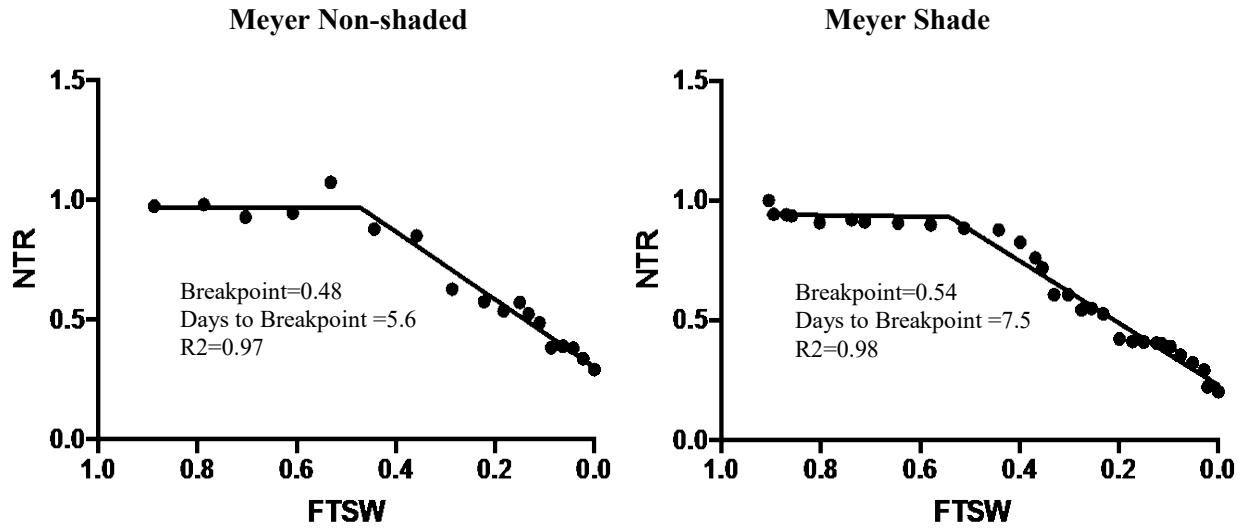 Meyer Non-shaded
1.5
1.0
0.5
0.0
NTR
Breakpoint=0.48
Days to Breakpoint =5.6
R2=0.97
1.0 0.8 0.6 0.4 0.2 0.0
FTSW
Meyer Shade
1.5
1.0
0.5
0.0
NTR
Breakpoint=0.54
Days to Breakpoint =7.5
R2=0.98
1.0 0.8 0.6 0.4 0.2 0.0
FTSW